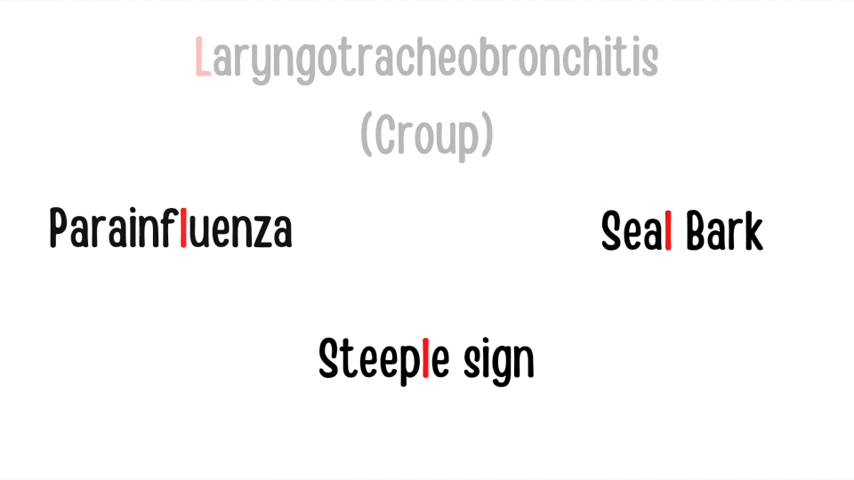 Laryngotracheobronchitis
(Croup)
Parainfluenza
Seal Bark
Steeple sign